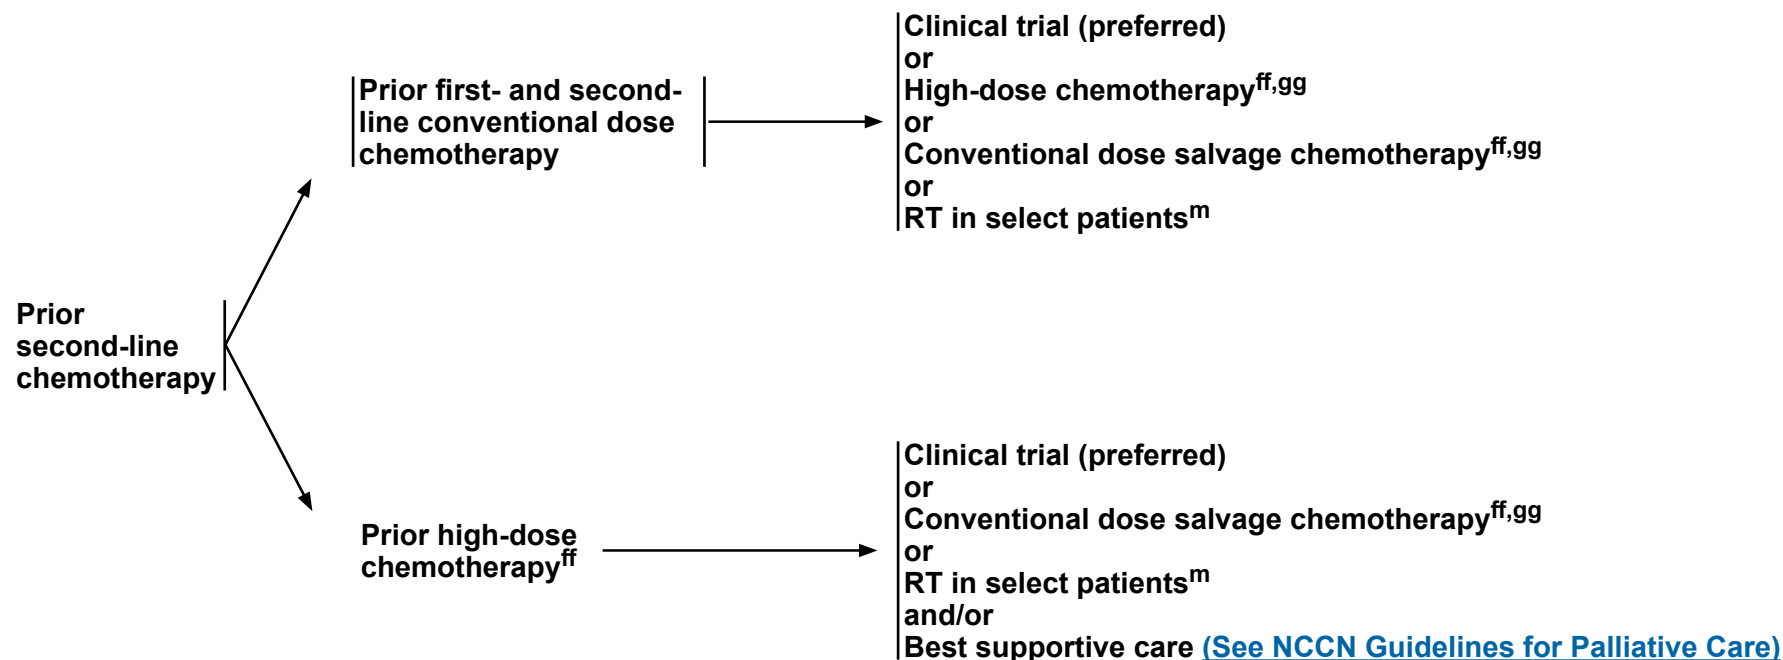 Prior
second-line
chemotherapy
Prior first- and second-
line conventional dose
chemotherapy
Clinical trial (preferred)
or
High-dose chemotherapyff,gg
or
Conventional dose salvage chemotherapyff,gg
or
RT in select patientsm
Prior high-dose
chemotherapyff
Clinical trial (preferred)
or
Conventional dose salvage chemotherapyff,gg
or
RT in select patientsm
and/or
Best supportive care (See NCCN Guidelines for Palliative Care)